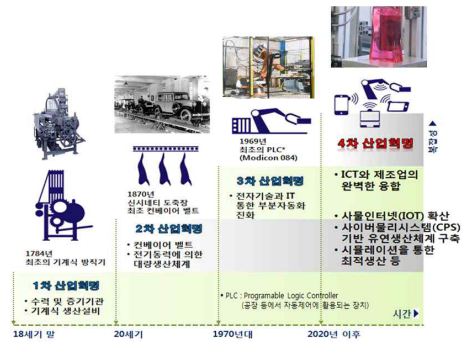 1784년
최초의 기계식 방직기
1차 산업혁명
• 수력 및 증기기관
• 기계식 생산설비
1870년
신시네티 도축장
최초 컨베이어 벨트
2차 산업혁명
• 컨베이어 벨트
• 전기동력에 의한
대량생산체계
1969년
최초의 PLC*
(Modicon 084)
3차 산업혁명
• 전자기술과 IT
통한 부분자동화
진화
4차 산업혁명
• ICT와 제조업의
완벽한 융합
• 사물인터넷(IOT) 확산
• 사이버물리시스템(CPS)
기반 유연생산체계 구축
• 시뮬레이션을 통한
최적생산 등
복잡성
• PLC : Programable Logic Controller
(공장 등에서 자동제어에 활용되는 장치)
시간
18세기 말
20세기
1970년대
2020년 이후